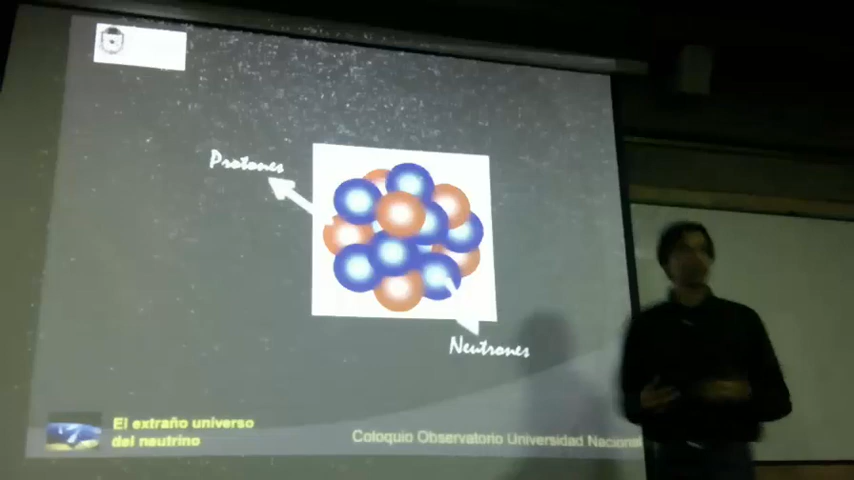 Protones
Neutrones
El extraño universo
del neutrino
Coloquio Observatorio Universidad Nacional